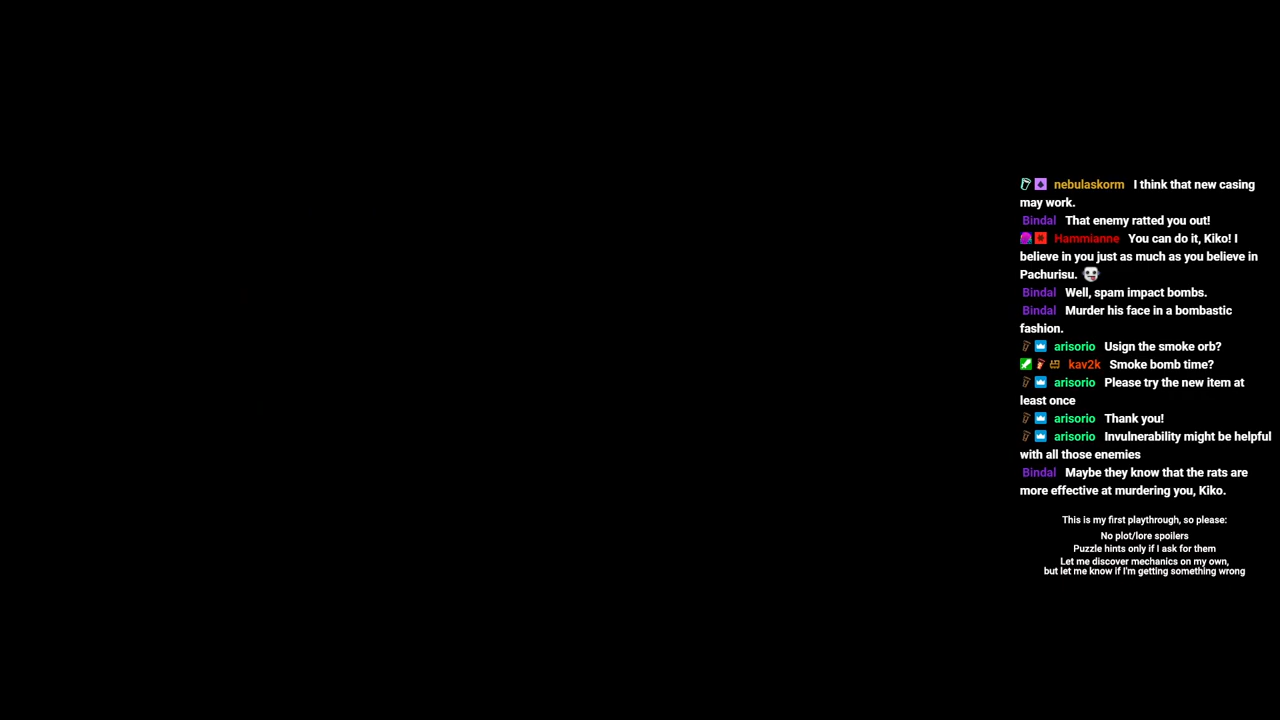 nebulaskorm I think that new casing
may work.
Bindal That enemy ratted you out!
Hammianne You can do it, Kiko! I
believe in you just as much as you believe in
Pachurisu.
Bindal Well, spam impact bombs.
Bindal Murder his face in a bombastic
fashion.
arisorio Usign the smoke orb?
kav2k Smoke bomb time?
arisorio Please try the new item at
least once
arisorio Thank you!
arisorio Invulnerability might be helpful
with all those enemies
Bindal Maybe they know that the rats are
more effective at murdering you, Kiko.
This is my first playthrough, so please:
No plot/lore spoilers
Puzzle hints only if I ask for them
Let me discover mechanics on my own,
but let me know if I'm getting something wrong